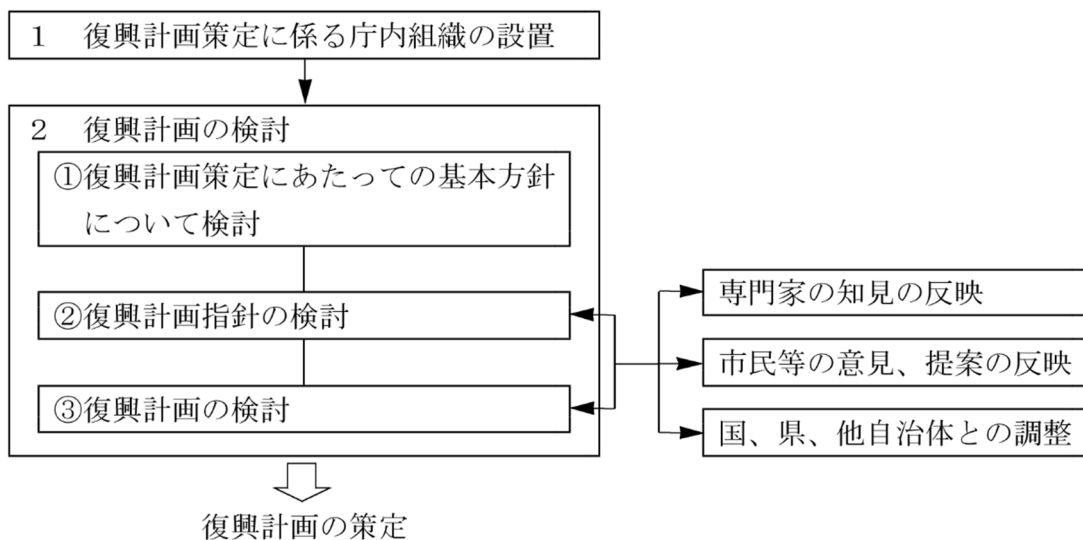 １　復興計画策定に係る庁内組織の設置
２　復興計画の検討
①復興計画策定にあたっての基本方針
について検討
②復興計画指針の検討
③復興計画の検討
専門家の知見の反映
市民等の意見、提案の反映
国、県、他自治体との調整
復興計画の策定